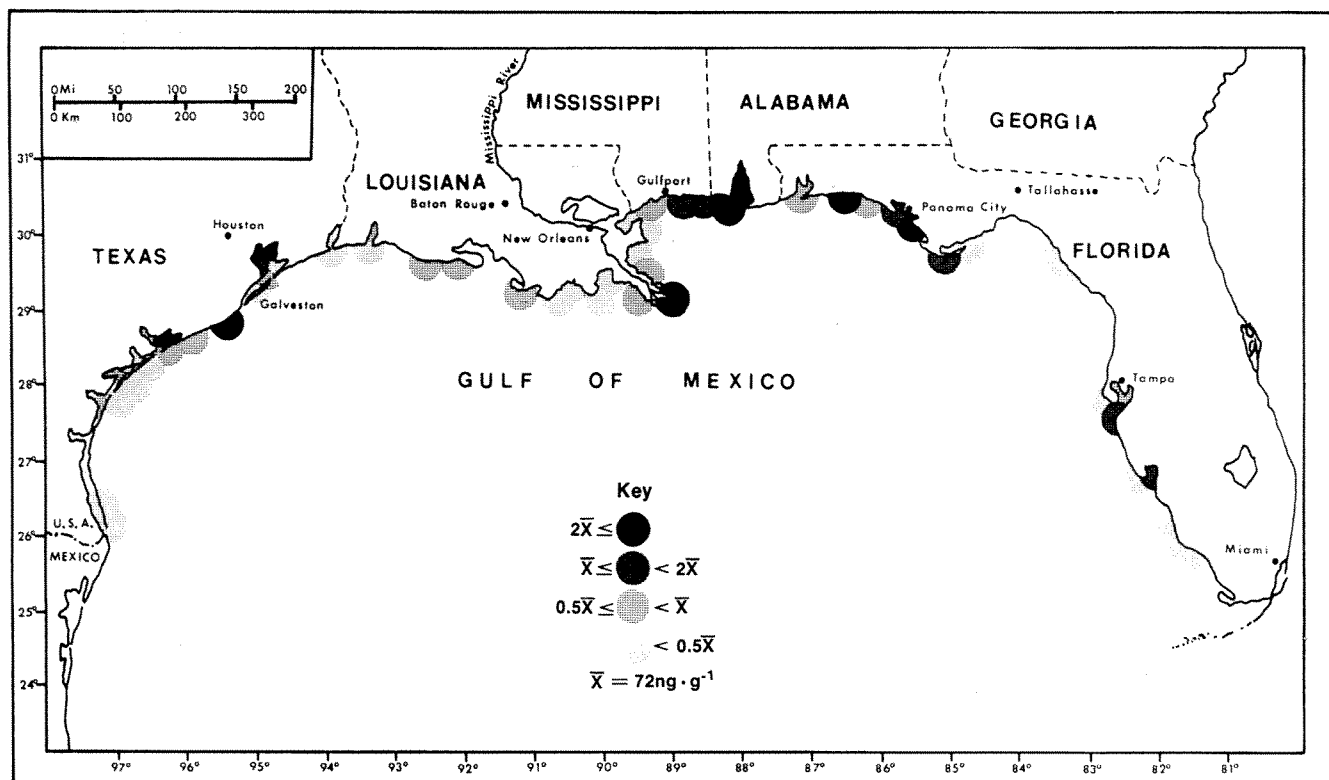 0Mi 50 100 150 200
0 Km 100 200 300
Mississippi River
MISSISSIPPI
ALABAMA
GEORGIA
31°
LOUISIANA
Gulfport
Tallahasse
Baton Rouge
Panama City
Houston
30°
New Orleans
TEXAS
FLORIDA
29°
Galveston
28°
GULF OF MEXICO
Tampa
27°
Key
2X̅ ≤
U.S.A.
26°
MEXICO
X̅ ≤ < 2X̅
Miami
25°
0.5X̅ ≤ < X̅
< 0.5X̅
24°
X̅ = 72ng · g⁻¹
97° 96° 95° 94° 93° 92° 91° 90° 89° 88° 87° 86° 85° 84° 83° 82° 81°